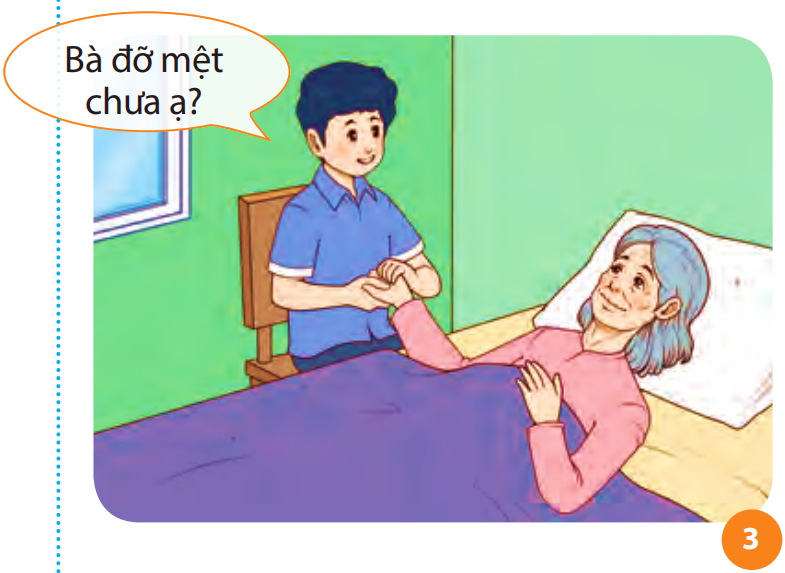 Bà đỡ mệt
chưa ạ?
3